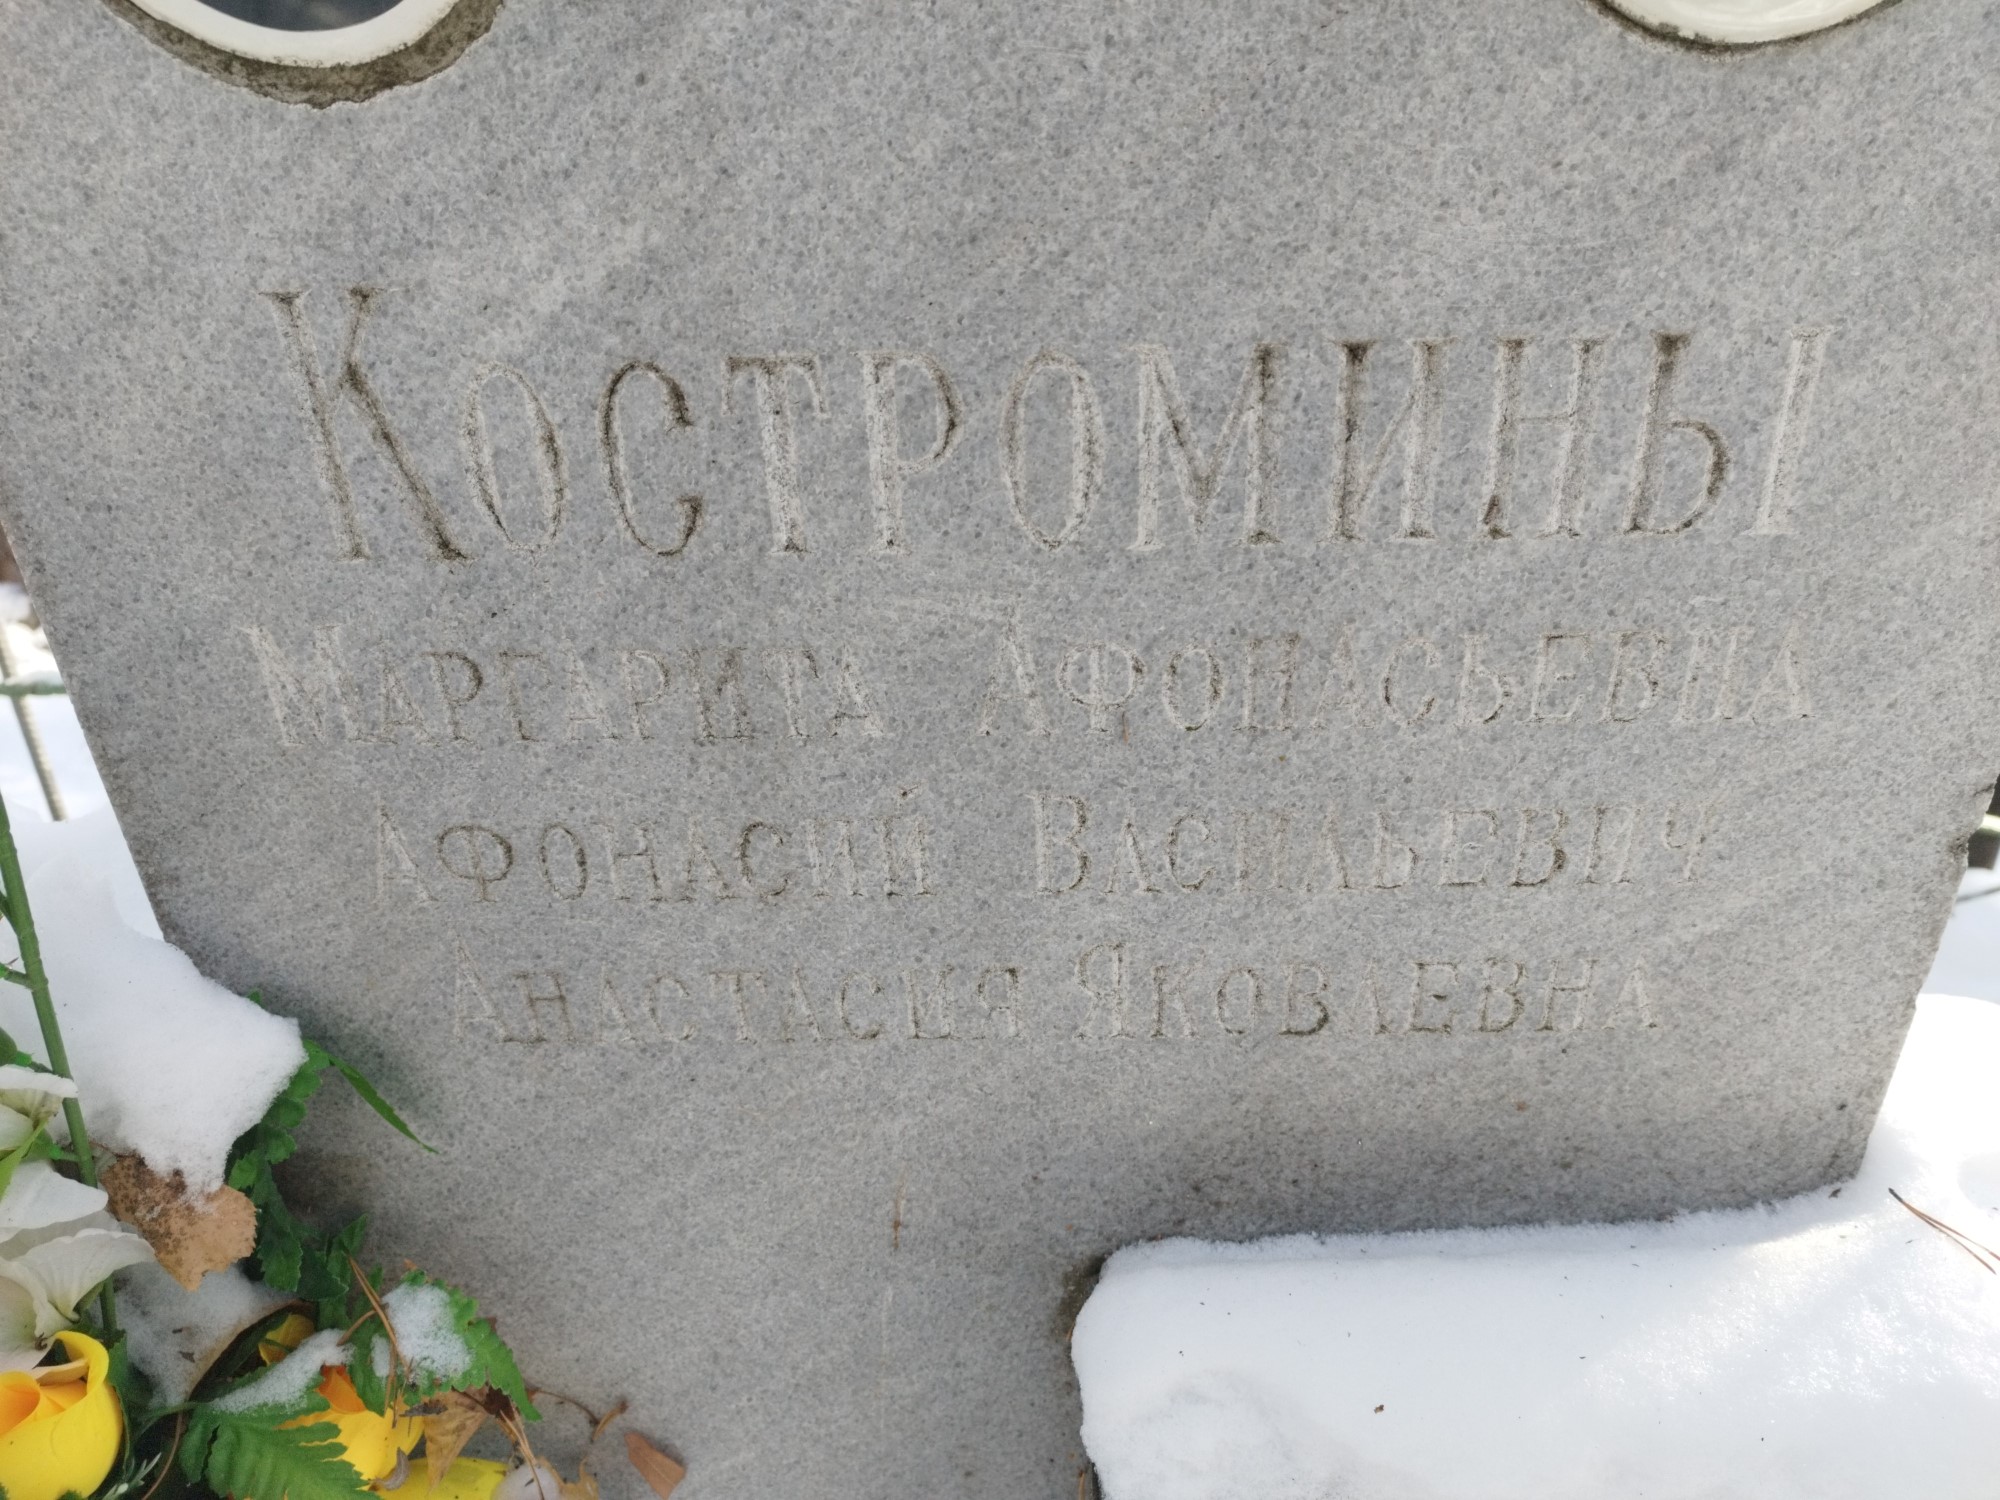 Костромины
Маргарита Афонасьевна
Афонасий Васильевич
Анастасия Яковлевна